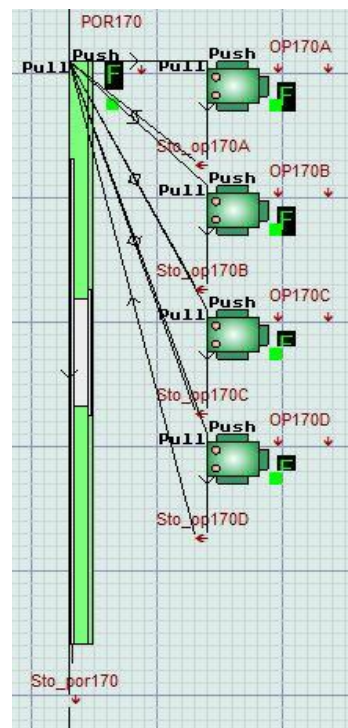 POR170
Push
Pull
F
Push
OP170A
Pull
F
Sto_op170A
Push
OP170B
Pull
F
Sto_op170B
Push
OP170C
Pull
F
Sto_op170C
Push
OP170D
Pull
F
Sto_op170D
Sto_por170